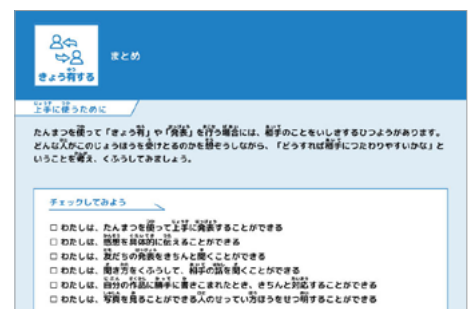 きょう有する
まとめ
上手に使うために
たんまつを使って「きょう有」や「発表」を行う場合には、相手のことをいしきするひつようがあります。
どんな人がこのじょうほうを受けとるのかを想ぞうしながら、「どうすれば相手につたわりやすいかな」と
いうことを考え、くふうしてみましょう。
チェックしてみよう
□ わたしは、たんまつを使って上手に発表することができる
□ わたしは、感想を具体的に伝えることができる
□ わたしは、友だちの発表をきちんと聞くことができる
□ わたしは、聞き方をくふうして、相手の話を聞くことができる
□ わたしは、自分の作品に勝手に書きこまれたとき、きちんと対応することができる
□ わたしは、写真を見ることができる人のせってい方ほうをせつ明することができる